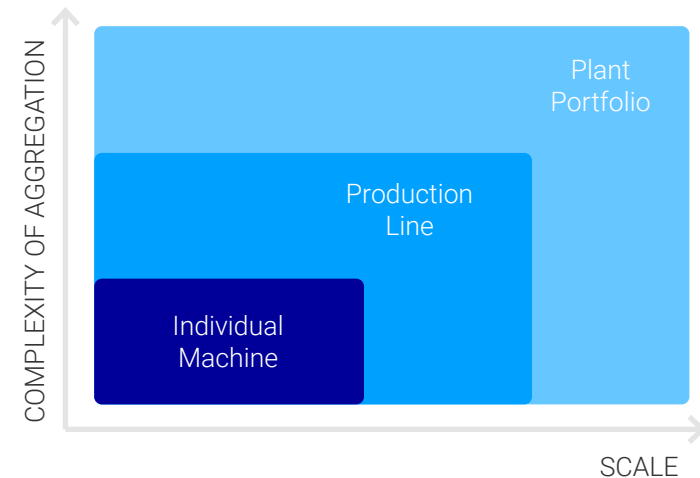 COMPLEXITY OF AGGREGATION
Plant
Portfolio
Production
Line
Individual
Machine
SCALE